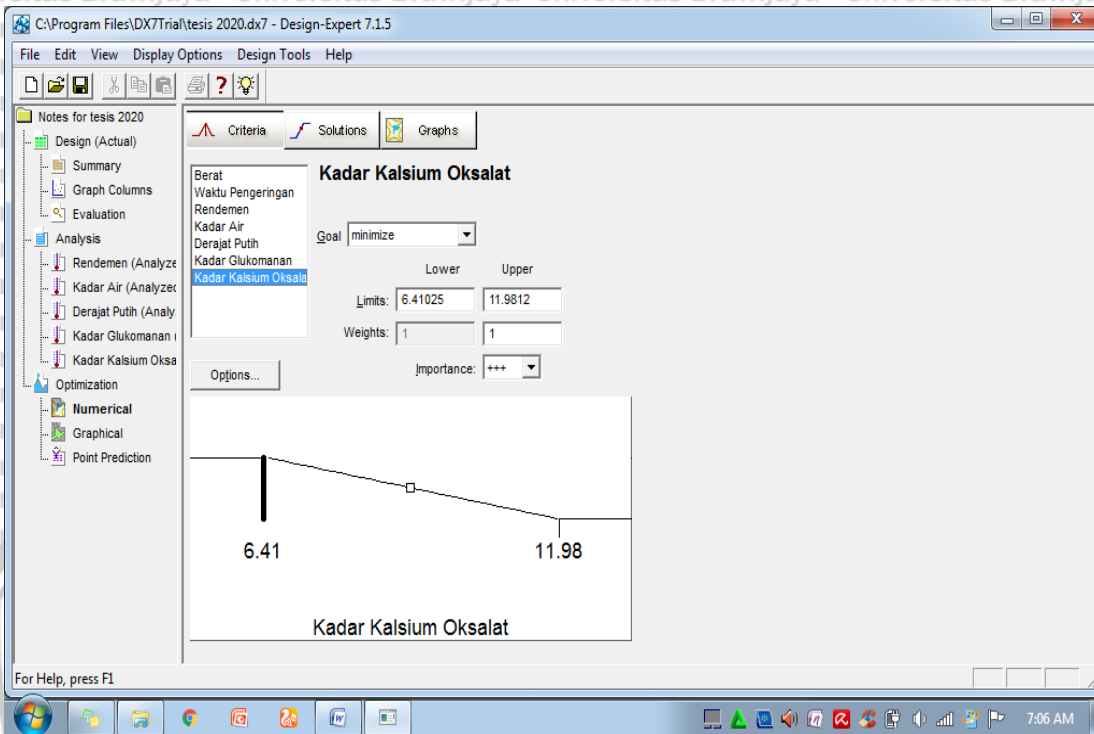 C:\Program Files\DX7Trial\tesis 2020.dx7 - Design-Expert 7.1.5
File Edit View Display Options Design Tools Help
Notes for tesis 2020
Design (Actual)
Summary
Graph Columns
Evaluation
Analysis
Rendemen (Analyze
Kadar Air (Analyzed
Derajat Putih (Analy
Kadar Glukomanan (
Kadar Kalsium Oksa
Optimization
Numerical
Graphical
Point Prediction
Criteria Solutions Graphs
Berat
Waktu Pengeringan
Rendemen
Kadar Air
Derajat Putih
Kadar Glukomanan
Kadar Kalsium Oksala
Options...
Kadar Kalsium Oksalat
Goal minimize
Lower Upper
Limits: 6.41025 11.9812
Weights: 1 1
Importance: +++
6.41 11.98
Kadar Kalsium Oksalat
For Help, press F1
7:06 AM